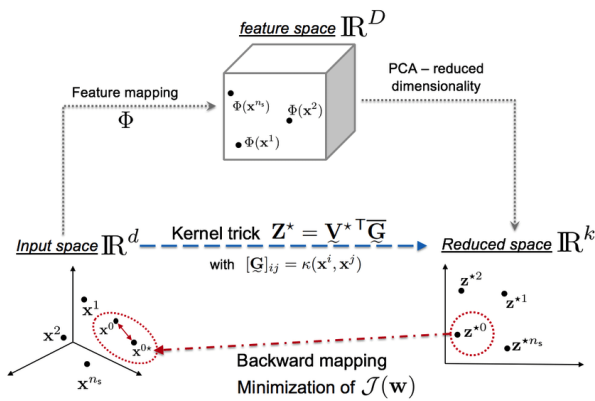 feature space ℝ^D
Feature mapping
Φ
PCA – reduced
dimensionality
Φ(x^{n_s})
Φ(x^2)
Φ(x^1)
Input space ℝ^d
Kernel trick Z^⋆ = V̰^{⋆⊤} \overline{G̰}
with [G̰]_{ij} = κ(x^i, x^j)
Reduced space ℝ^k
x^1
x^0
x^2
x^{0⋆}
x^{n_s}
z^{⋆2}
z^{⋆1}
z^{⋆0}
z^{⋆n_s}
Backward mapping
Minimization of 𝒥(w)